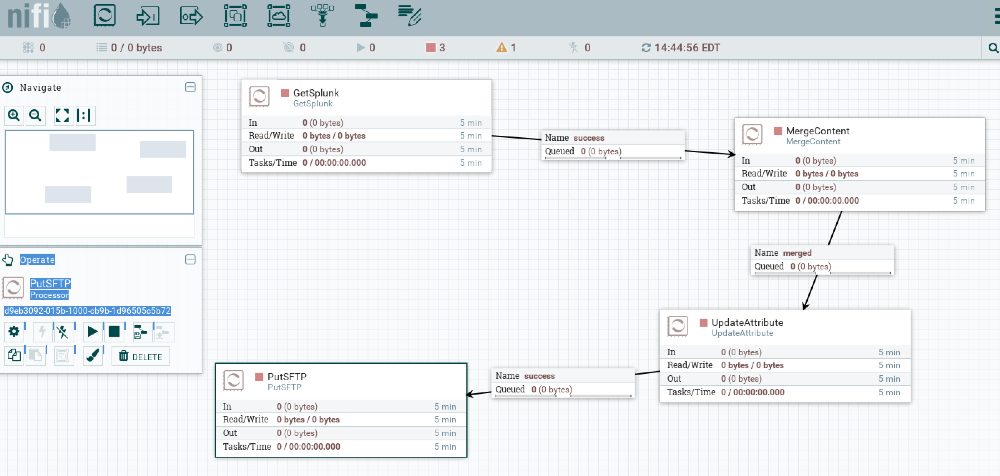 nifi
0 0 / 0 bytes 0 0 0 3 1 0 14:44:56 EDT
Navigate
Operate
PutSFTP
Processor
d9eb3092-015b-1000-cb9b-1d96505c5b72
DELETE
GetSplunk
GetSplunk
In 0 (0 bytes) 5 min
Read/Write 0 bytes / 0 bytes 5 min
Out 0 (0 bytes) 5 min
Tasks/Time 0 / 00:00:00.000 5 min
Name success
Queued 0 (0 bytes)
MergeContent
MergeContent
In 0 (0 bytes) 5 min
Read/Write 0 bytes / 0 bytes 5 min
Out 0 (0 bytes) 5 min
Tasks/Time 0 / 00:00:00.000 5 min
Name merged
Queued 0 (0 bytes)
UpdateAttribute
UpdateAttribute
In 0 (0 bytes) 5 min
Read/Write 0 bytes / 0 bytes 5 min
Out 0 (0 bytes) 5 min
Tasks/Time 0 / 00:00:00.000 5 min
Name success
Queued 0 (0 bytes)
PutSFTP
PutSFTP
In 0 (0 bytes) 5 min
Read/Write 0 bytes / 0 bytes 5 min
Out 0 (0 bytes) 5 min
Tasks/Time 0 / 00:00:00.000 5 min